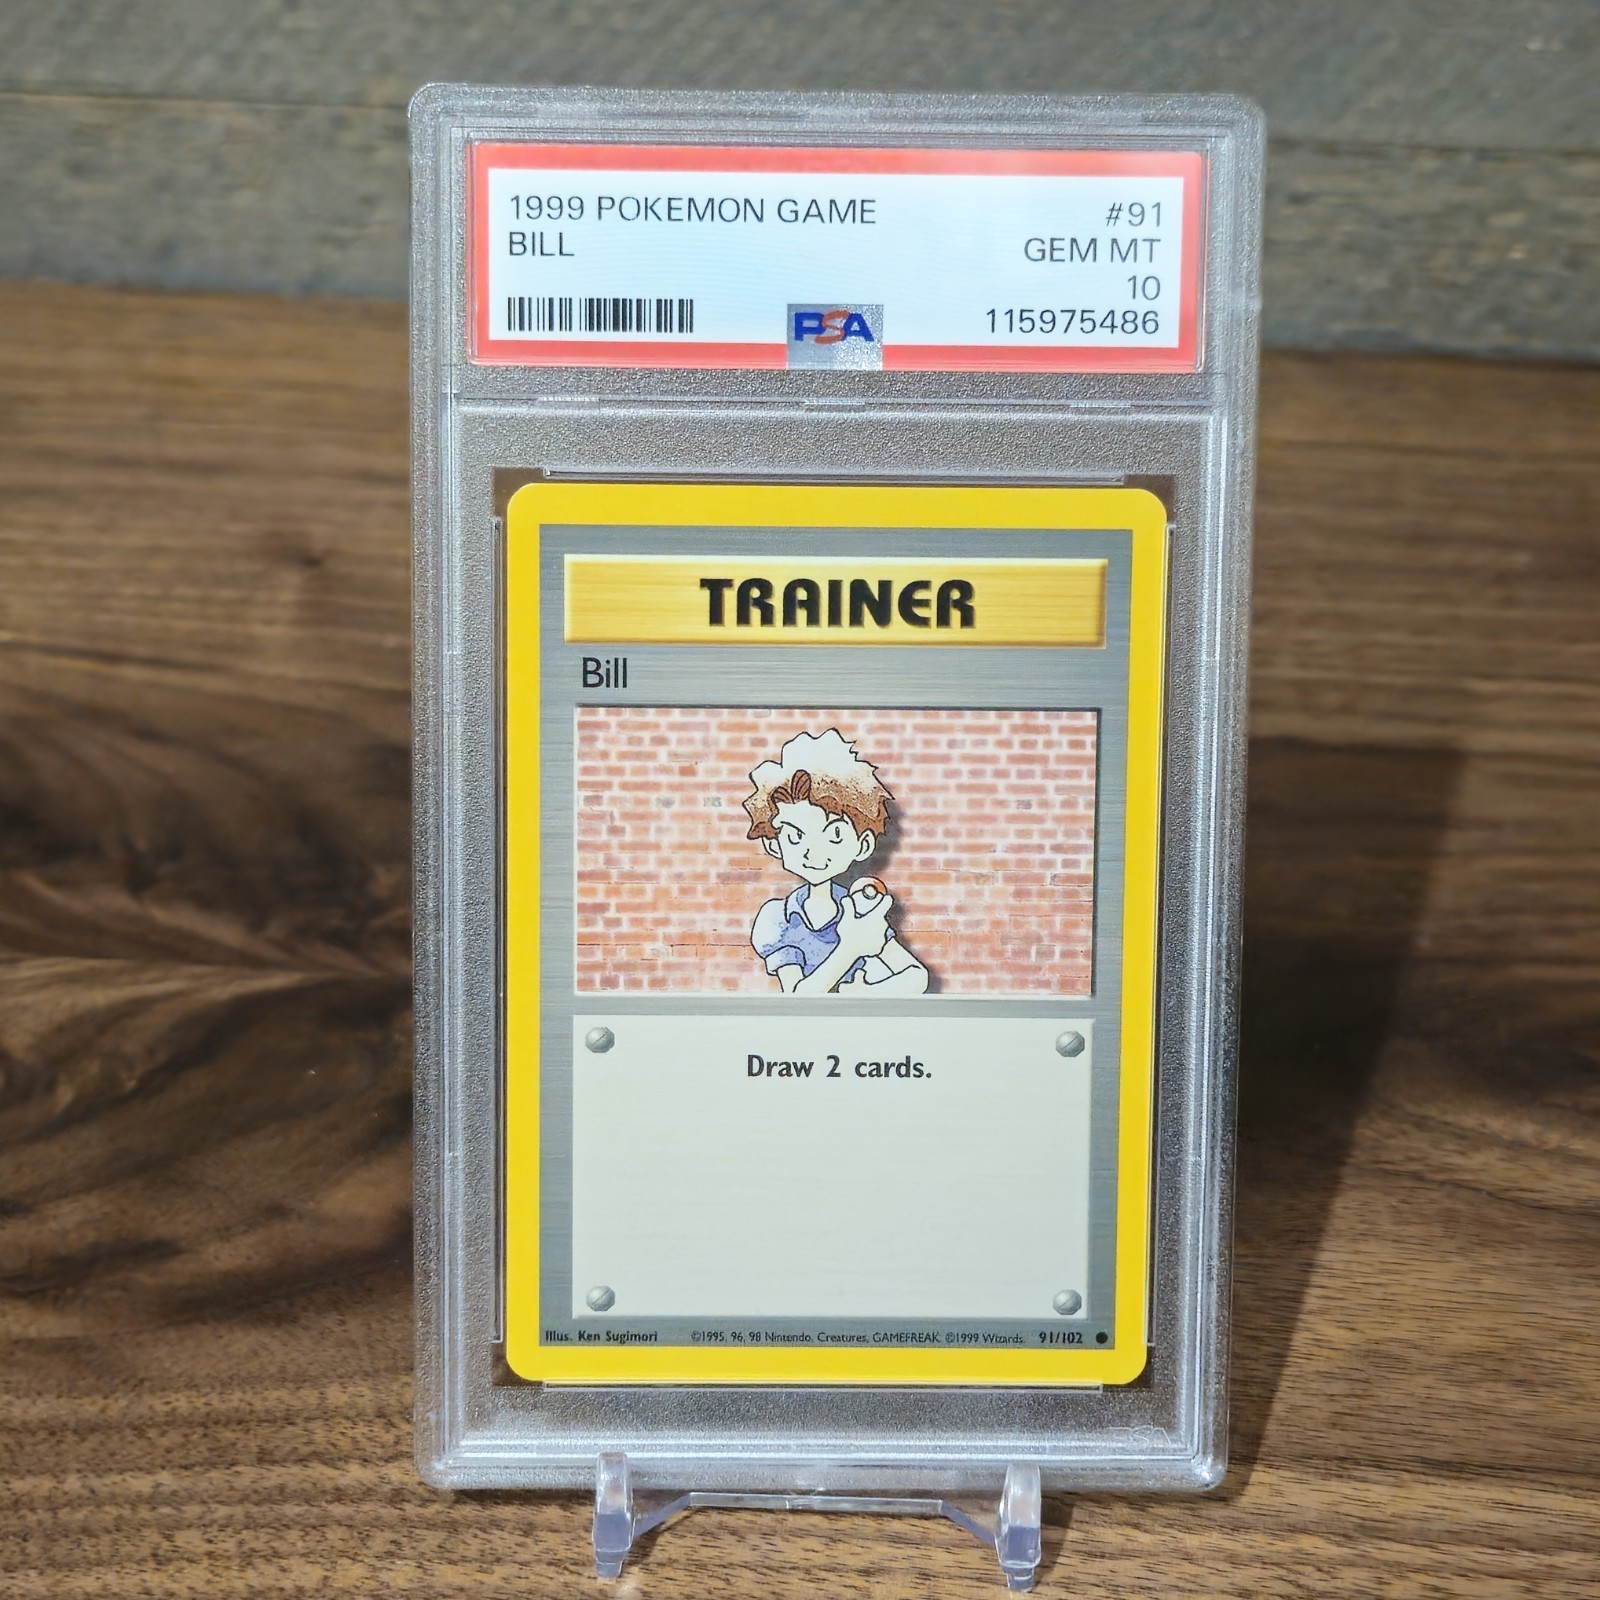 1999 POKEMON GAME #91
BILL GEM MT
10
PSA 115975486
TRAINER
Bill
Draw 2 cards.
Illus. Ken Sugimori ©1995, 96, 98 Nintendo, Creatures, GAMEFREAK. ©1999 Wizards. 91/102
PSA